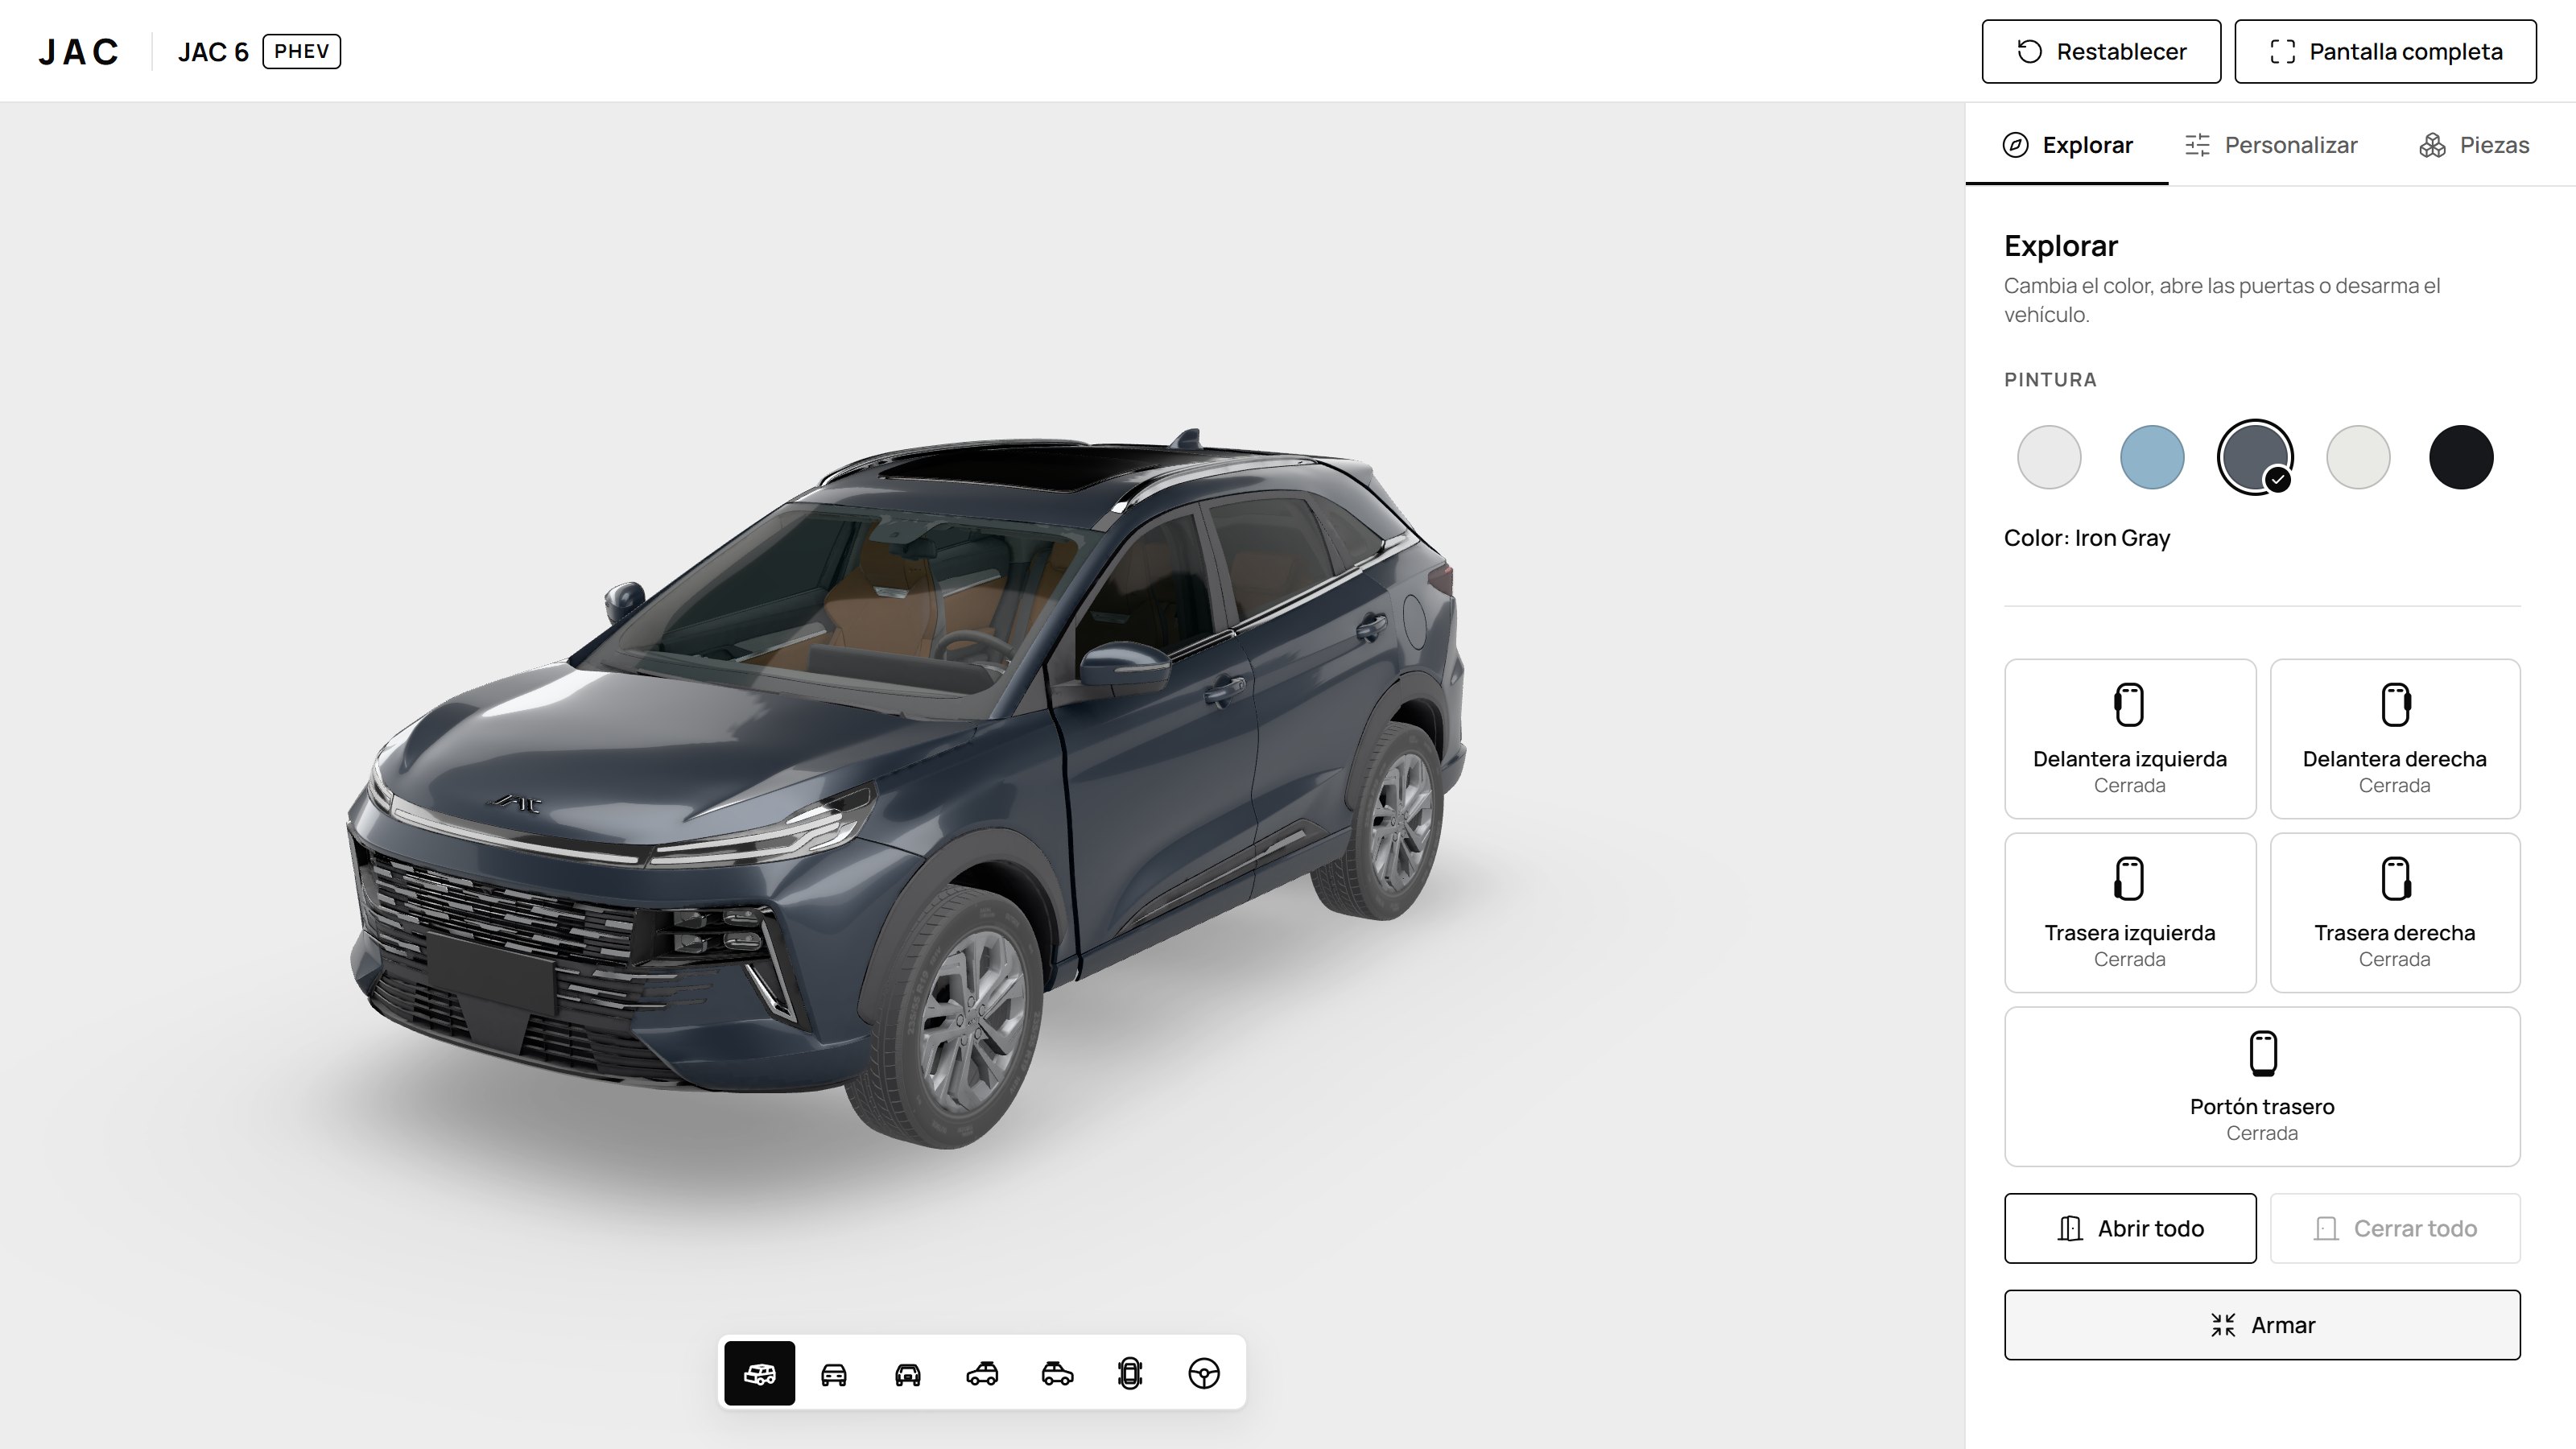 JAC
JAC 6 PHEV
Restablecer
Pantalla completa
Explorar
Personalizar
Piezas
Explorar
Cambia el color, abre las puertas o desarma el
vehículo.
PINTURA
Color: Iron Gray
Delantera izquierda
Cerrada
Delantera derecha
Cerrada
Trasera izquierda
Cerrada
Trasera derecha
Cerrada
Portón trasero
Cerrada
Abrir todo
Cerrar todo
Armar
JAC